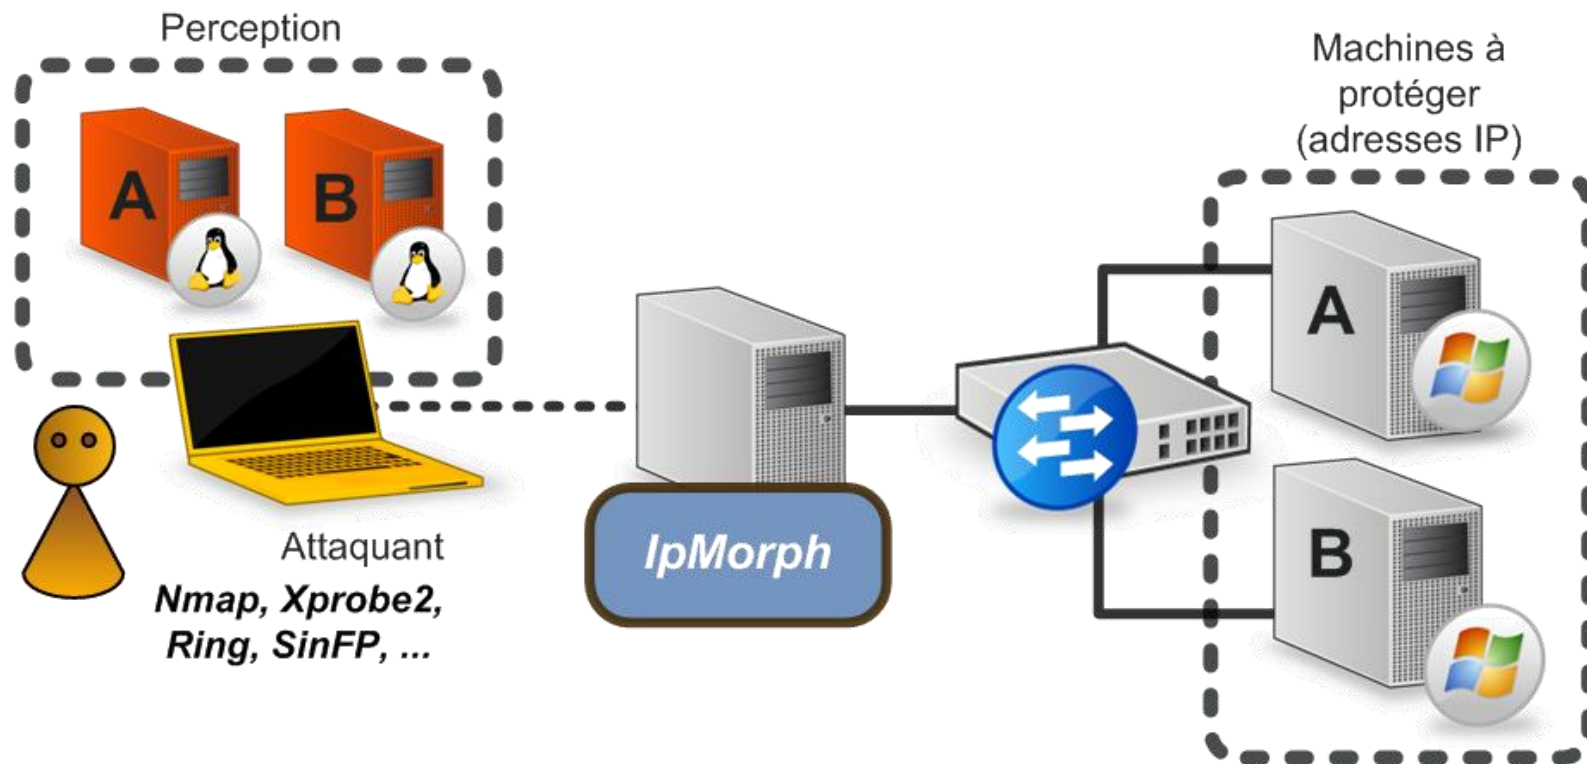 Perception
A
B
Attaquant
Nmap, Xprobe2,
Ring, SinFP, ...
IpMorph
Machines à
protéger
(adresses IP)
A
B